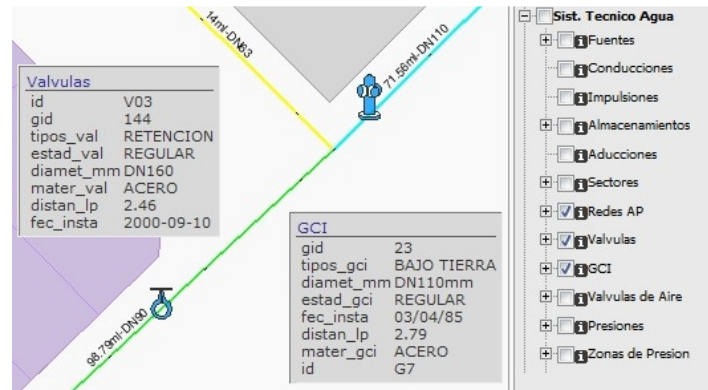 14ml-DN63
71.56ml-DN110
98.79ml-DN90
Valvulas
id V03
gid 144
tipos_val RETENCION
estad_val REGULAR
diamet_mm DN160
mater_val ACERO
distan_lp 2.46
fec_insta 2000-09-10
GCI
gid 23
tipos_gci BAJO TIERRA
diamet_mm DN110mm
estad_gci REGULAR
fec_insta 03/04/85
distan_lp 2.79
mater_gci ACERO
id G7
Sist. Tecnico Agua
Fuentes
Conducciones
Impulsiones
Almacenamientos
Aducciones
Sectores
Redes AP
Valvulas
GCI
Valvulas de Aire
Presiones
Zonas de Presion